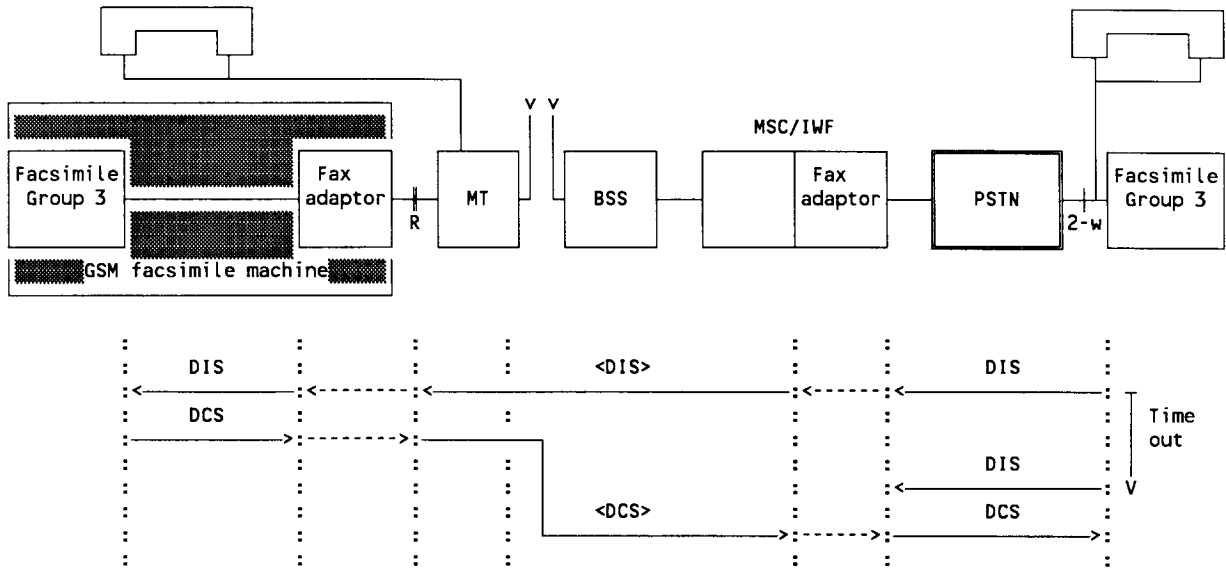 MSC/IWF
Facsimile
Group 3
Fax
adaptor
R
MT
V V
BSS
Fax
adaptor
PSTN
2-w
Facsimile
Group 3
GSM facsimile machine
DIS <DIS> DIS
DCS
Time
out
DIS
V
<DCS> DCS